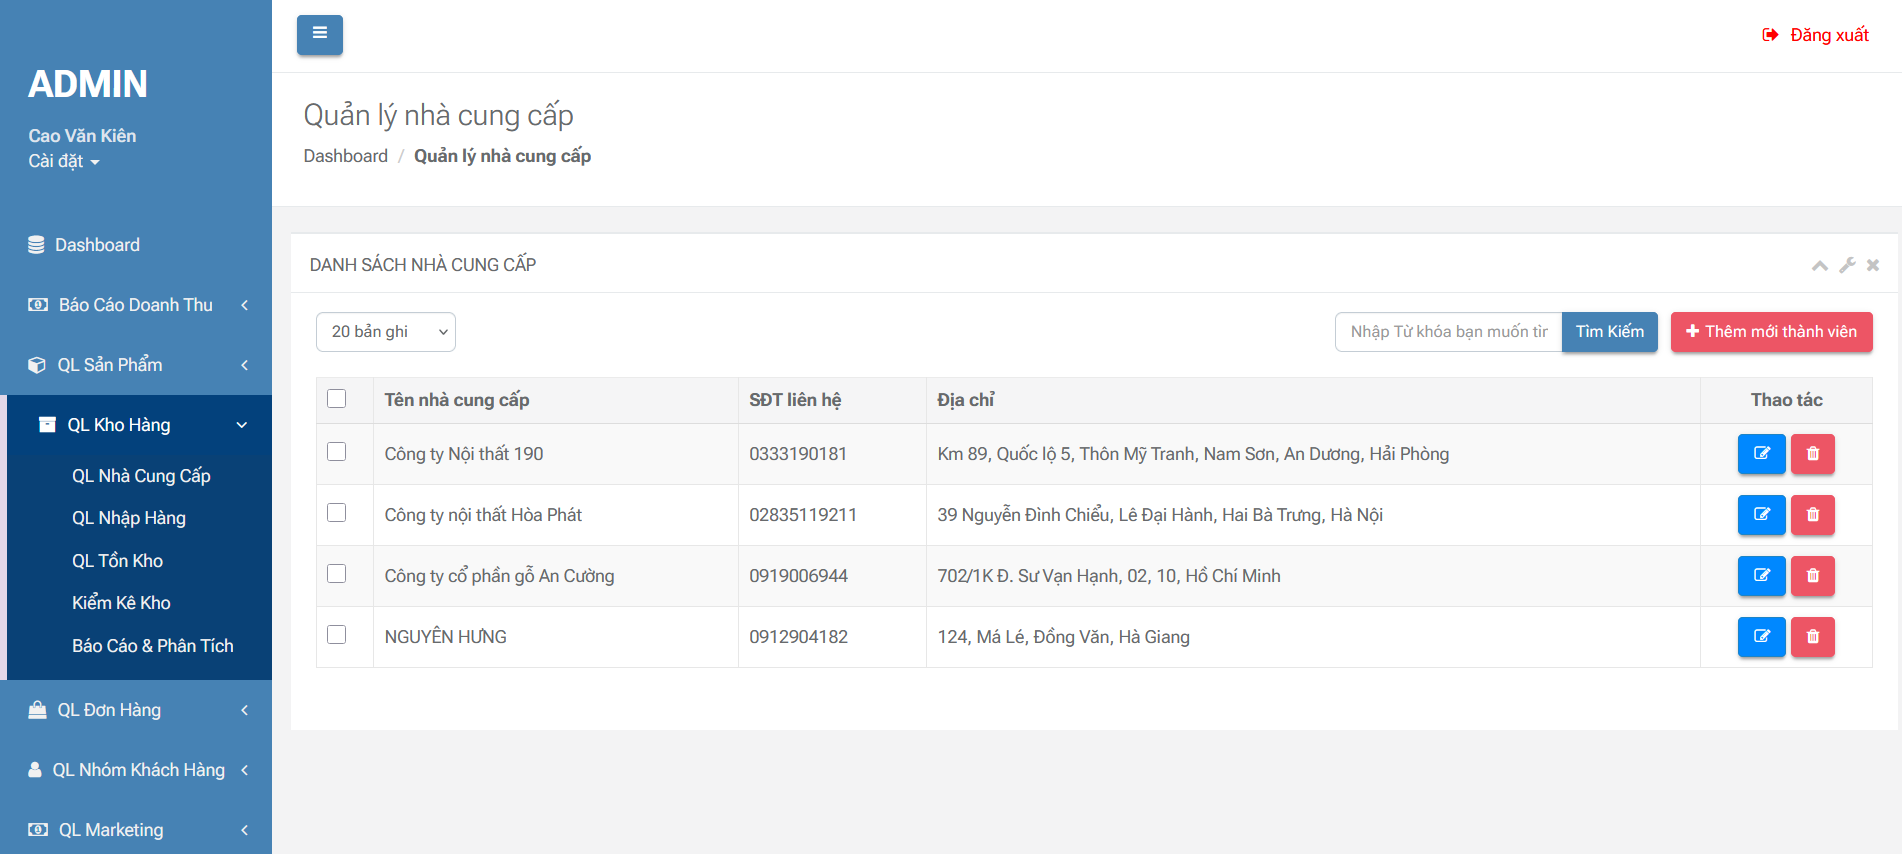 ADMIN
Cao Văn Kiên
Cài đặt
Dashboard
Báo Cáo Doanh Thu
QL Sản Phẩm
QL Kho Hàng
QL Nhà Cung Cấp
QL Nhập Hàng
QL Tồn Kho
Kiểm Kê Kho
Báo Cáo & Phân Tích
QL Đơn Hàng
QL Nhóm Khách Hàng
QL Marketing
Đăng xuất
Quản lý nhà cung cấp
Dashboard / Quản lý nhà cung cấp
DANH SÁCH NHÀ CUNG CẤP
20 bản ghi
Nhập Từ khóa bạn muốn tìr
Tìm Kiếm
Thêm mới thành viên
Tên nhà cung cấp SĐT liên hệ Địa chỉ Thao tác
Công ty Nội thất 190 0333190181 Km 89, Quốc lộ 5, Thôn Mỹ Tranh, Nam Sơn, An Dương, Hải Phòng
Công ty nội thất Hòa Phát 02835119211 39 Nguyễn Đình Chiểu, Lê Đại Hành, Hai Bà Trưng, Hà Nội
Công ty cổ phần gỗ An Cường 0919006944 702/1K Đ. Sư Vạn Hạnh, 02, 10, Hồ Chí Minh
NGUYÊN HƯNG 0912904182 124, Má Lé, Đồng Văn, Hà Giang